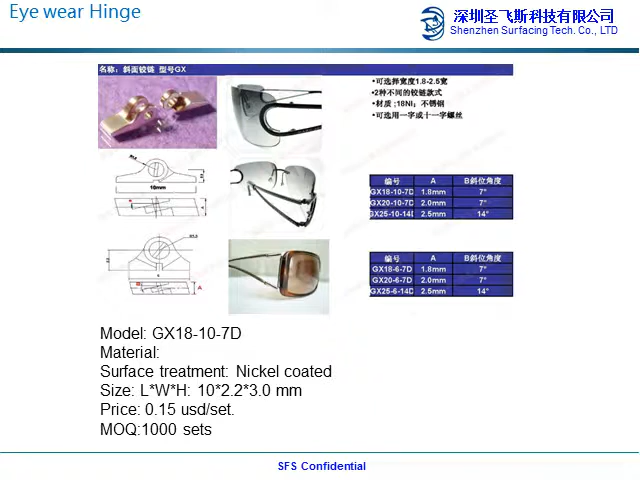 Eye wear Hinge
深圳圣飞斯科技有限公司
Shenzhen Surfacing Tech. Co., LTD
名称：斜面铰链 型号GX
•可选择宽度1.8-2.5宽
•2种不同的铰链款式
•材质 ;18NI；不锈钢
•可选用一字或十一字螺丝
10mm
A
编号 A B斜位角度
GX18-10-7D 1.8mm 7°
GX20-10-7D 2.0mm 7°
GX25-10-14D 2.5mm 14°
A
编号 A B斜位角度
GX18-6-7D 1.8mm 7°
GX20-6-7D 2.0mm 7°
GX25-6-14D 2.5mm 14°
Model: GX18-10-7D
Material:
Surface treatment: Nickel coated
Size: L*W*H: 10*2.2*3.0 mm
Price: 0.15 usd/set.
MOQ:1000 sets
SFS Confidential